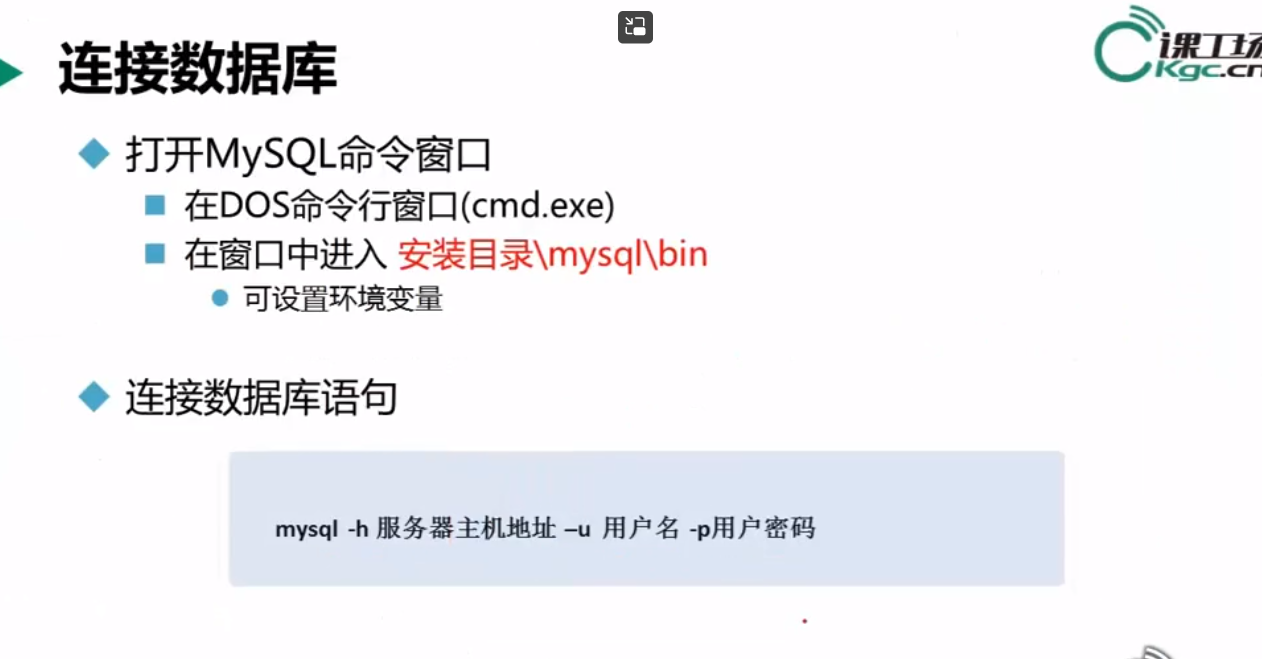 连接数据库
课工场
Kgc.cn
打开MySQL命令窗口
在DOS命令行窗口(cmd.exe)
在窗口中进入 安装目录\mysql\bin
可设置环境变量
连接数据库语句
mysql -h 服务器主机地址 –u 用户名 -p用户密码